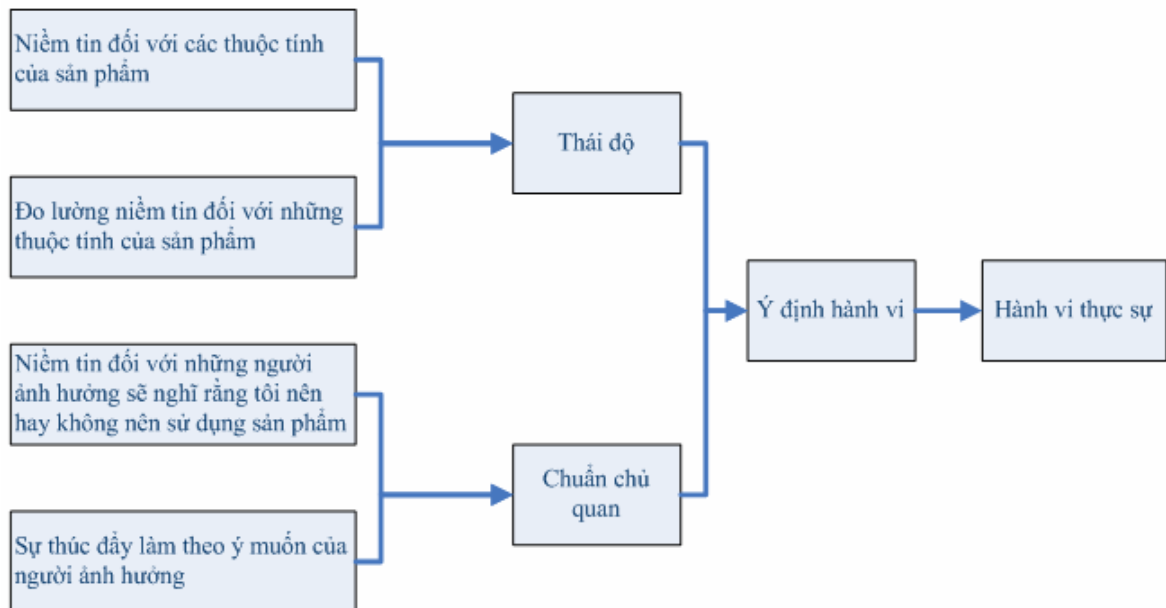 Niềm tin đối với các thuộc tính
của sản phẩm
Đo lường niềm tin đối với những
thuộc tính của sản phẩm
Niềm tin đối với những người
ảnh hưởng sẽ nghĩ rằng tôi nên
hay không nên sử dụng sản phẩm
Sự thúc đẩy làm theo ý muốn của
người ảnh hưởng
Thái độ
Chuẩn chủ
quan
Ý định hành vi
Hành vi thực sự